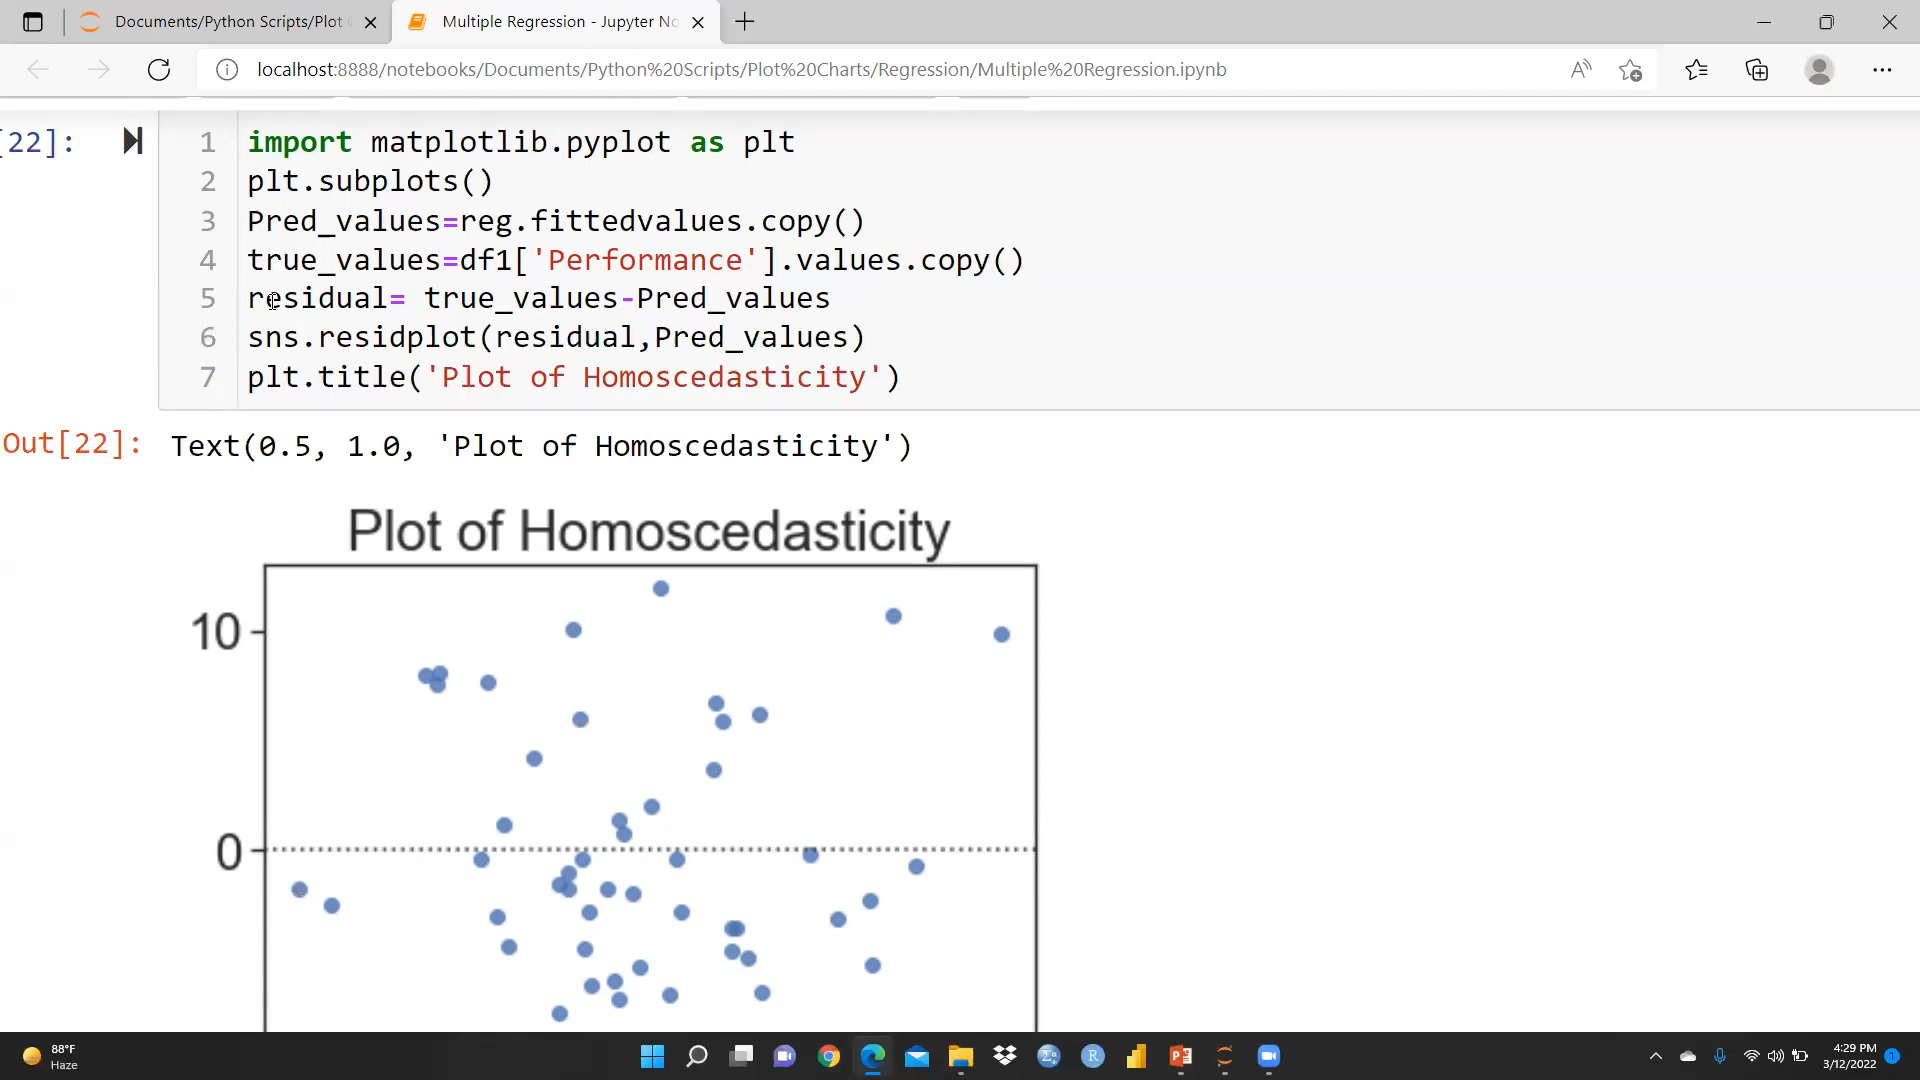 Documents/Python Scripts/Plot
Multiple Regression - Jupyter No
localhost:8888/notebooks/Documents/Python%20Scripts/Plot%20Charts/Regression/Multiple%20Regression.ipynb
[22]:
1 import matplotlib.pyplot as plt
2 plt.subplots()
3 Pred_values=reg.fittedvalues.copy()
4 true_values=df1['Performance'].values.copy()
5 residual= true_values-Pred_values
6 sns.residplot(residual,Pred_values)
7 plt.title('Plot of Homoscedasticity')
Out[22]: Text(0.5, 1.0, 'Plot of Homoscedasticity')
Plot of Homoscedasticity
10
0
88°F
Haze
4:29 PM
3/12/2022
1